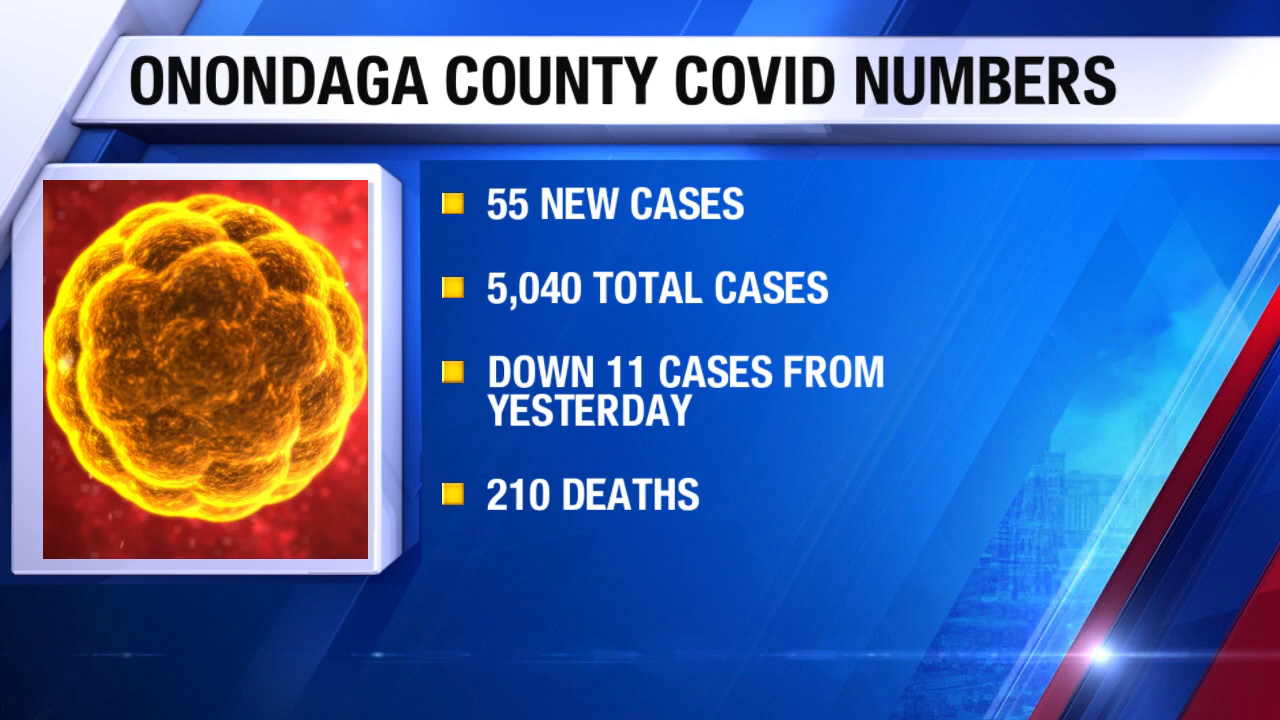 ONONDAGA COUNTY COVID NUMBERS
55 NEW CASES
5,040 TOTAL CASES
DOWN 11 CASES FROM
YESTERDAY
210 DEATHS